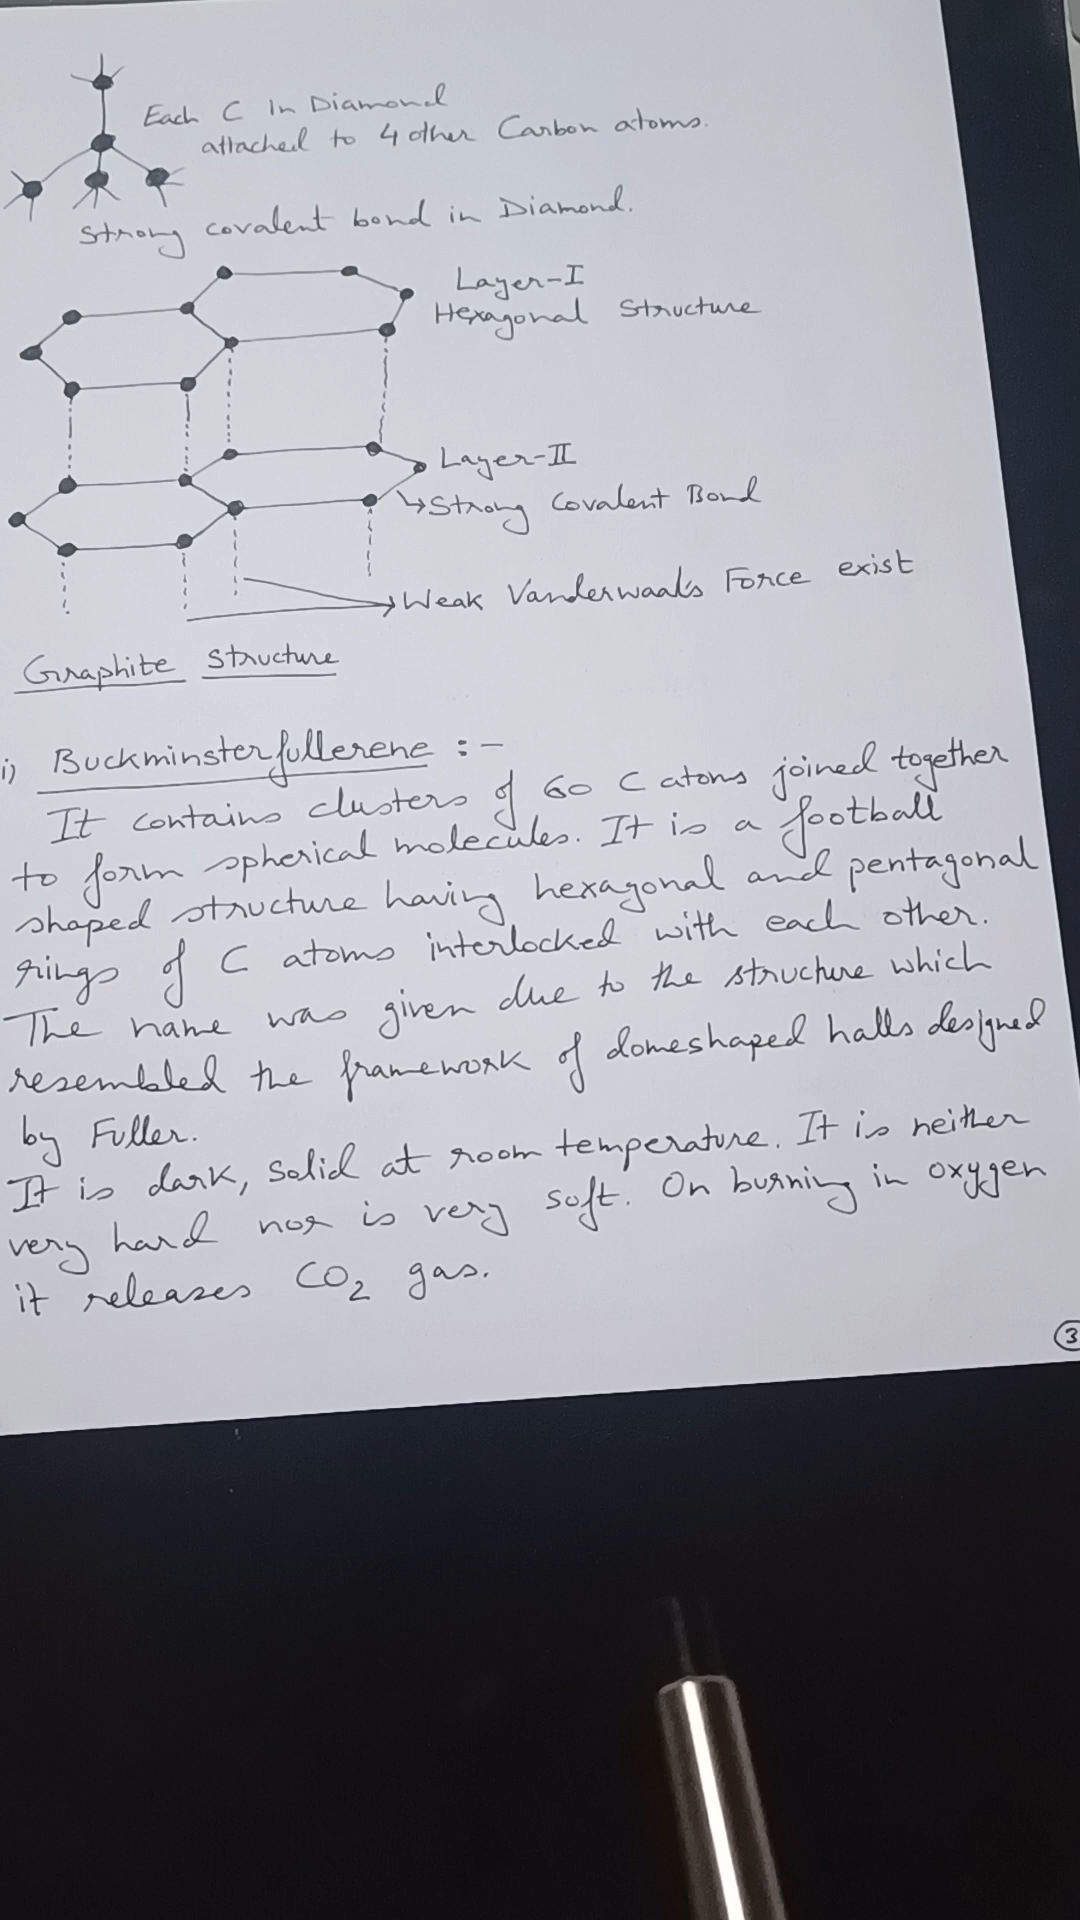 Each C In Diamond
attached to 4 other Carbon atoms.
Strong covalent bond in Diamond.
Layer-I
Hexagonal Structure
Layer-II
Strong Covalent Bond
Weak Vanderwaal's Force exist
Graphite Structure
i) Buckminsterfullerene :-
It contains clusters of 60 C atoms joined together
to form spherical molecules. It is a football
shaped structure having hexagonal and pentagonal
rings of C atoms interlocked with each other.
The name was given due to the structure which
resembled the framework of domeshaped halls designed
by Fuller.
It is dark, solid at room temperature. It is neither
very hard nor is very soft. On burning in oxygen
it releases CO2 gas.
3